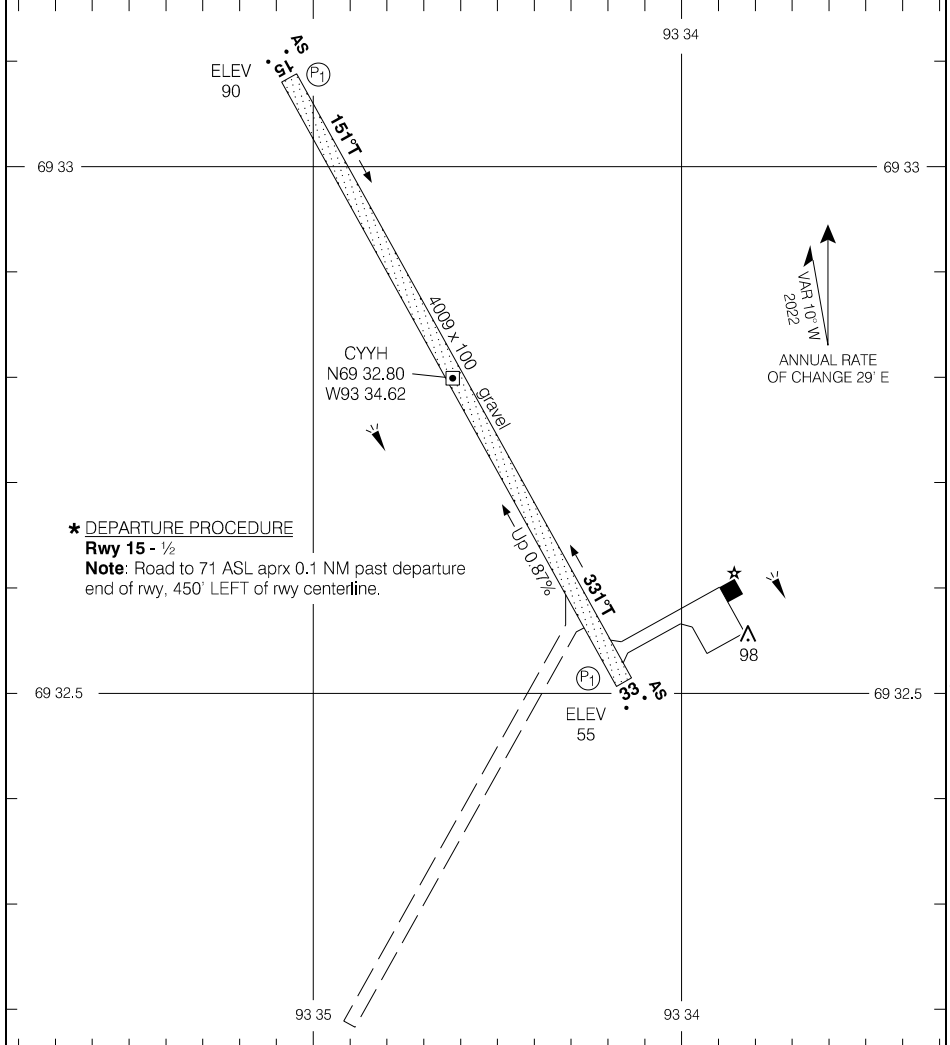 93 34
AS
15
ELEV
90
P1
151°T
69 33
69 33
4009 x 100
gravel
CYYH
N69 32.80
W93 34.62
VAR 10° W
2022
ANNUAL RATE
OF CHANGE 29' E
* DEPARTURE PROCEDURE
Rwy 15 - ½
Note: Road to 71 ASL aprx 0.1 NM past departure
end of rwy, 450' LEFT of rwy centerline.
Up 0.87%
331°T
98
P1
33
AS
69 32.5
69 32.5
ELEV
55
93 35
93 34